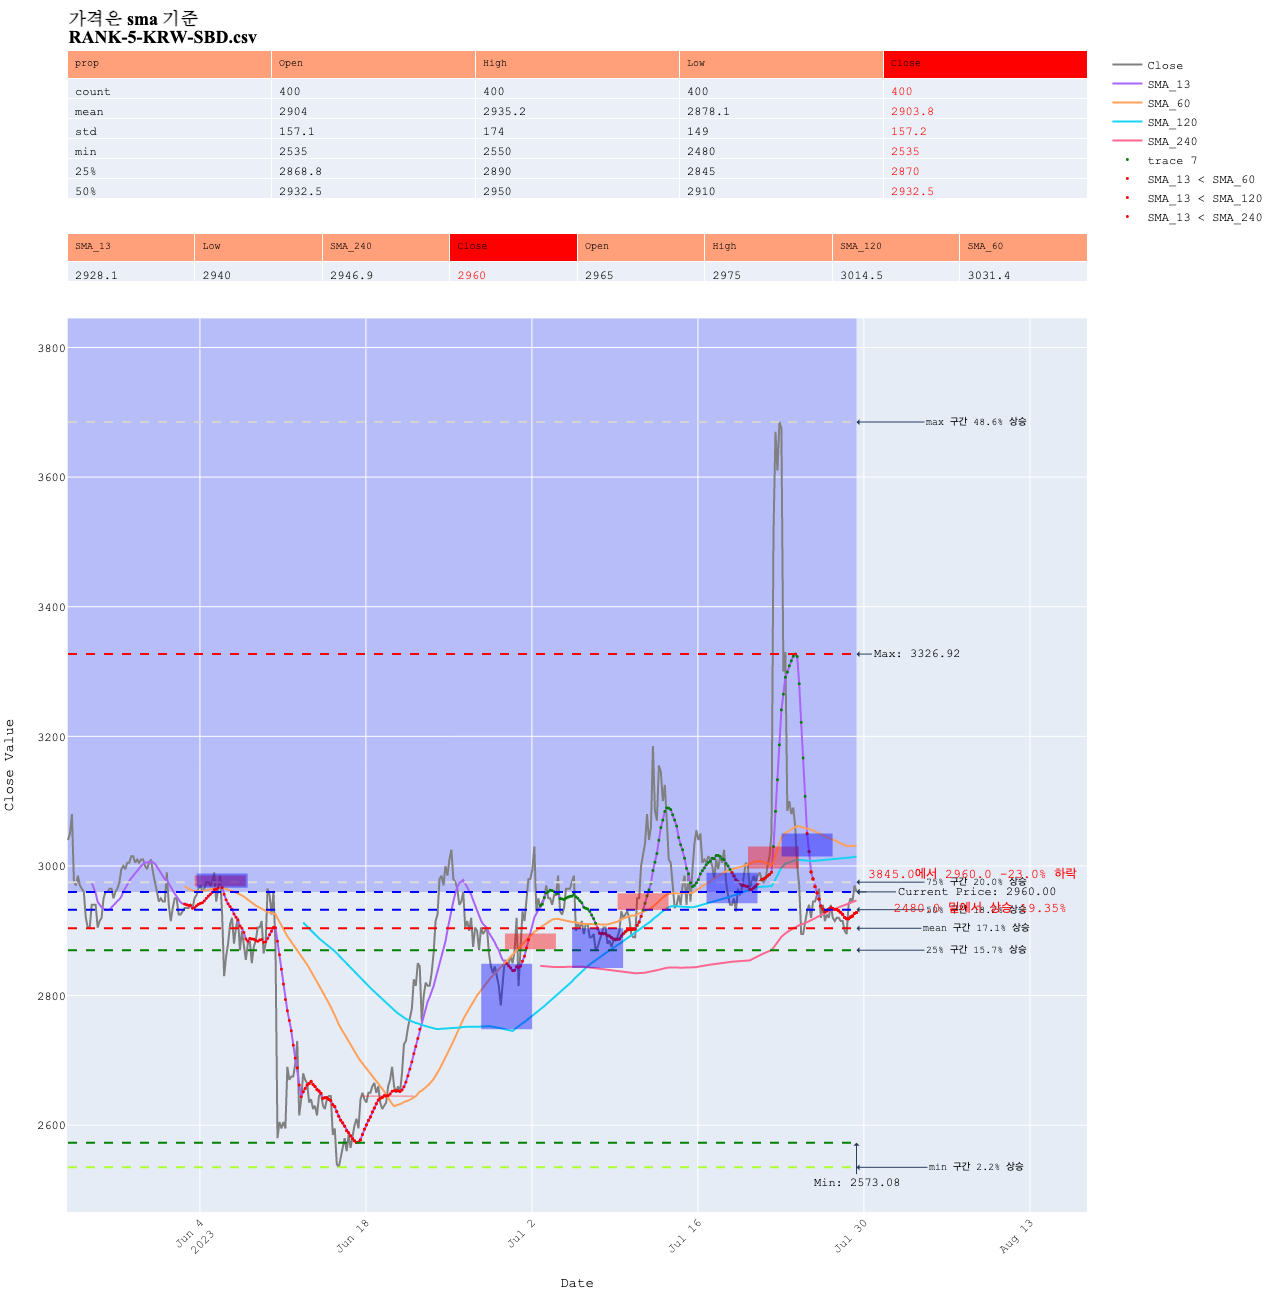 가격은 sma 기준
RANK-5-KRW-SBD.csv
prop Open High Low Close
count 400 400 400 400
mean 2904 2935.2 2878.1 2903.8
std 157.1 174 149 157.2
min 2535 2550 2480 2535
25% 2868.8 2890 2845 2870
50% 2932.5 2950 2910 2932.5
SMA_13 Low SMA_240 Close Open High SMA_120 SMA_60
2928.1 2940 2946.9 2960 2965 2975 3014.5 3031.4
Close
SMA_13
SMA_60
SMA_120
SMA_240
trace 7
SMA_13 < SMA_60
SMA_13 < SMA_120
SMA_13 < SMA_240
3800
3600
3400
3200
3000
2800
2600
Close Value
max 구간 48.6% 상승
Max: 3326.92
3845.0에서 2960.0 -23.0% 하락
75% 구간 20.0% 상승
Current Price: 2960.00
mean 구간 17.1% 상승
25% 구간 15.7% 상승
min 구간 2.2% 상승
Min: 2573.08
Jun 4
2023
Jun 18
Jul 2
Jul 16
Jul 30
Aug 13
Date